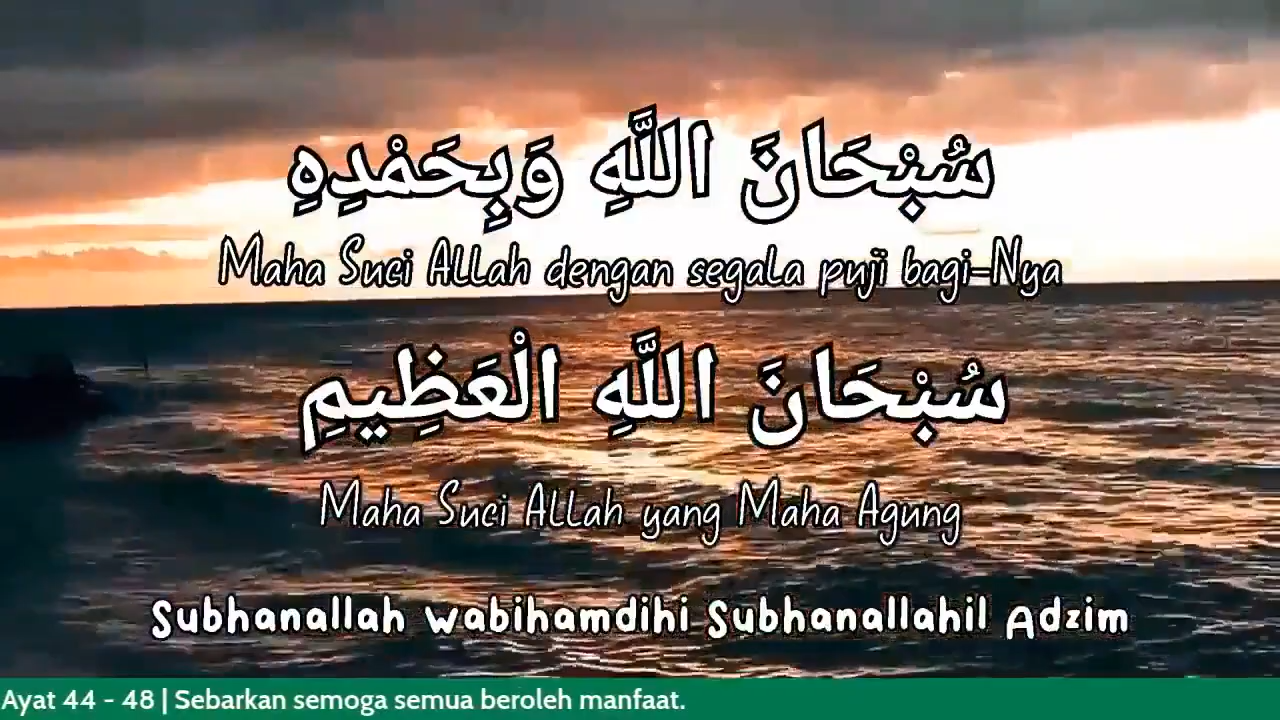 سُبْحَانَ اللَّهِ وَبِحَمْدِهِ
Maha Suci Allah dengan segala puji bagi-Nya
سُبْحَانَ اللَّهِ الْعَظِيمِ
Maha Suci Allah yang Maha Agung
Subhanallah wabihamdihi Subhanallahil Adzim
Ayat 44 - 48 | Sebarkan semoga semua beroleh manfaat.